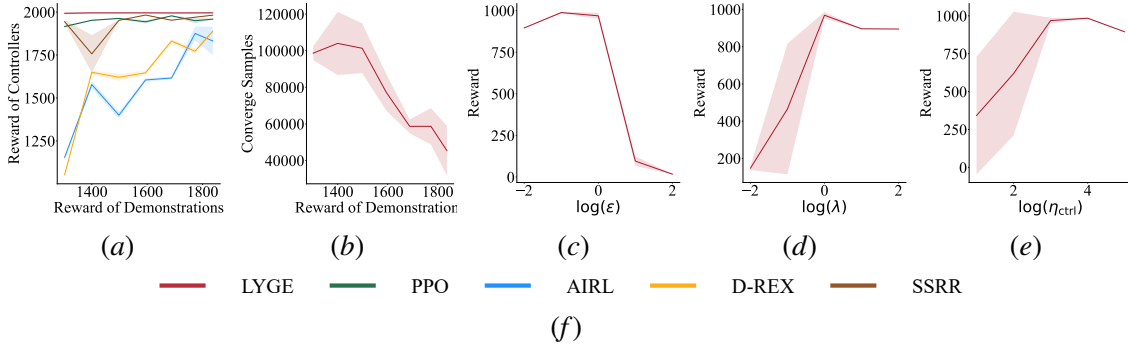 2000
1750
1500
1250
1400 1600 1800
Reward of Controllers
Reward of Demonstrations
(a)
120000
100000
80000
60000
40000
1400 1600 1800
Converge Samples
Reward of Demonstration
(b)
1000
750
500
250
0
−2 0 2
Reward
log(ε)
(c)
1000
800
600
400
200
−2 0 2
Reward
log(λ)
(d)
1000
750
500
250
0
2 4
Reward
log(ηctrl)
(e)
LYGE PPO AIRL D-REX SSRR
(f)